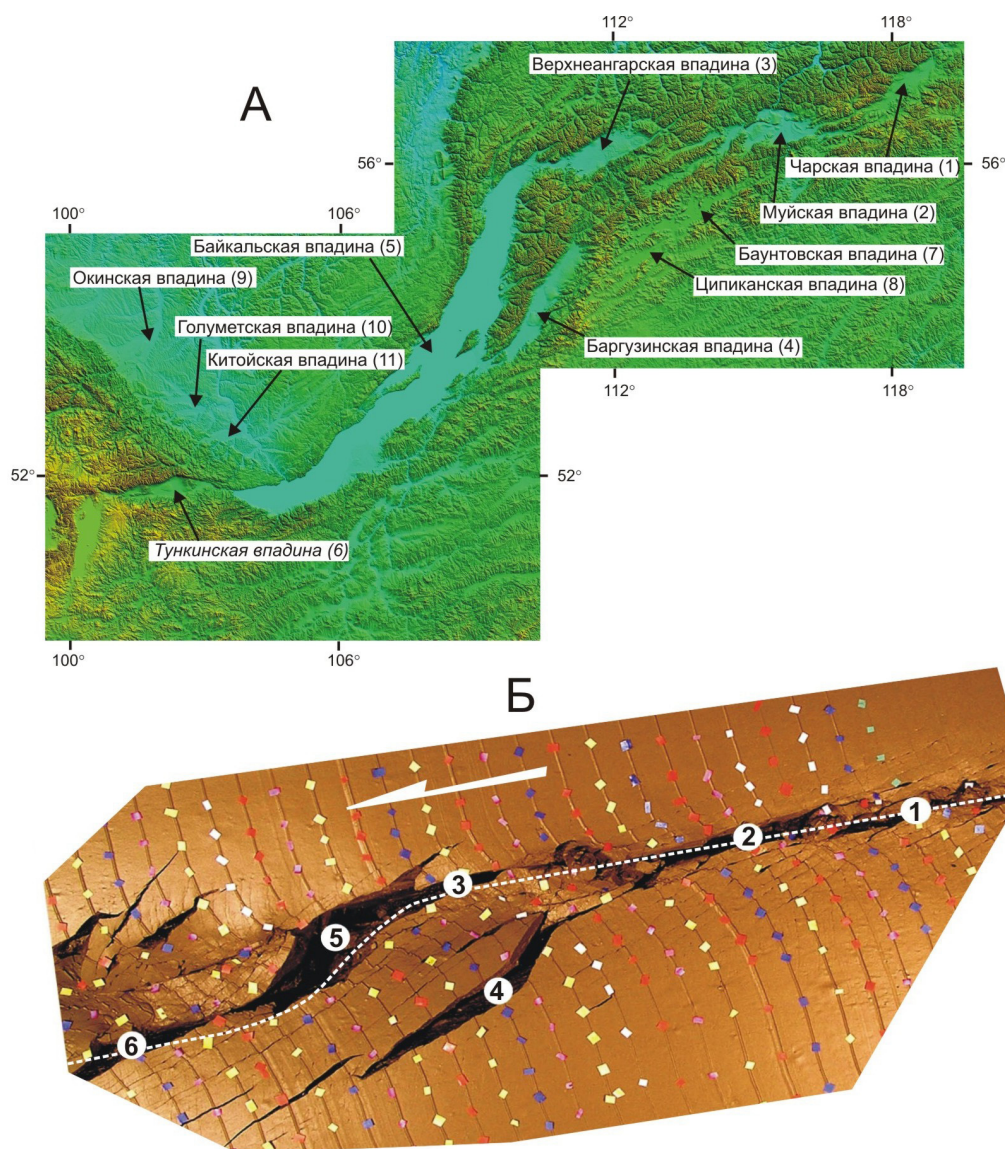 112°
118°
А
Верхнеангарская впадина (3)
56°
56°
Чарская впадина (1)
100°
106°
Муйская впадина (2)
Байкальская впадина (5)
Баунтовская впадина (7)
Окинская впадина (9)
Ципиканская впадина (8)
Голуметская впадина (10)
Китойская впадина (11)
Баргузинская впадина (4)
112°
118°
52°
52°
Тункинская впадина (6)
100°
106°
Б
1
2
3
5
4
6